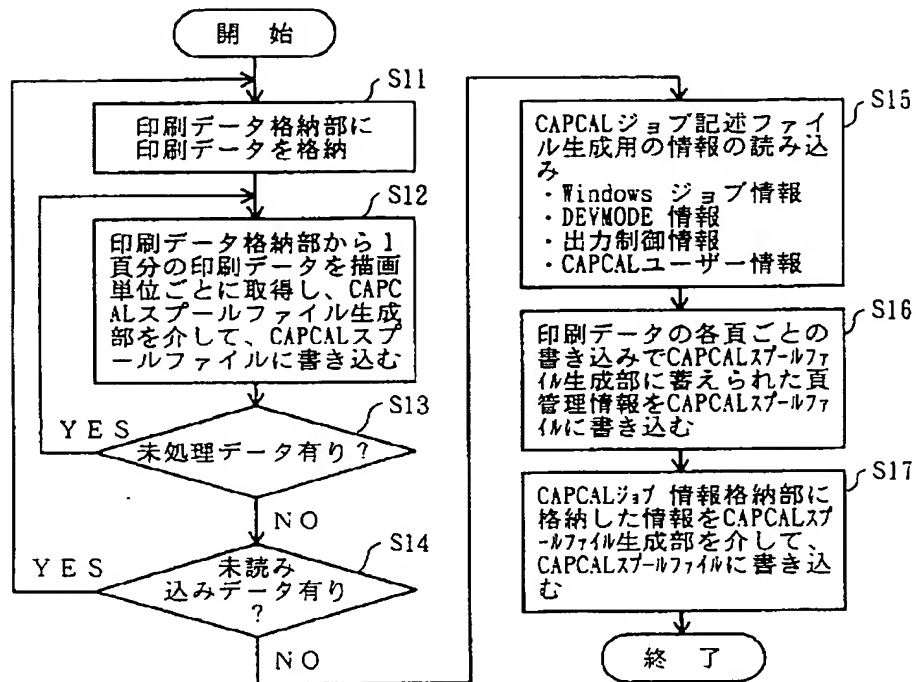 開 始
S11
印刷データ格納部に
印刷データを格納
S12
印刷データ格納部から1
頁分の印刷データを描画
単位ごとに取得し、CAPC
ALスプールファイル生成
部を介して、CAPCALスプ
ールファイルに書き込む
S13
YES
未処理データ有り?
NO
S14
YES
未読み
込みデータ有り
?
NO
S15
CAPCALジョブ記述ファイ
ル生成用の情報の読み込
み
・Windows ジョブ情報
・DEVMODE 情報
・出力制御情報
・CAPCALユーザー情報
S16
印刷データの各頁ごとの
書き込みでCAPCALスプールファ
イル生成部に蓄えられた頁
管理情報をCAPCALスプールファ
イルに書き込む
S17
CAPCALジョブ 情報格納部に
格納した情報をCAPCALスプ
ールファイル生成部を介して、
CAPCALスプールファイルに書き込
む
終 了